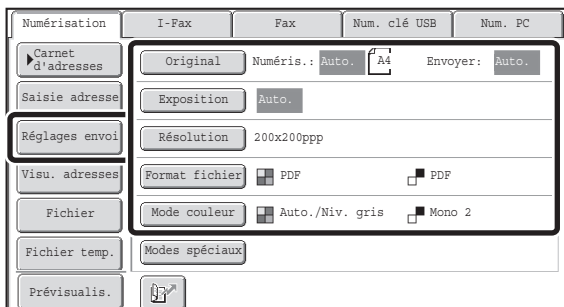 Numérisation I-Fax Fax Num. clé USB Num. PC
Carnet d'adresses
Original Numéris.: Auto. A4 Envoyer: Auto.
Saisie adresse
Exposition Auto.
Réglages envoi
Résolution 200x200ppp
Visu. adresses
Format fichier PDF PDF
Fichier
Mode couleur Auto./Niv. gris Mono 2
Fichier temp.
Modes spéciaux
Prévisualis.